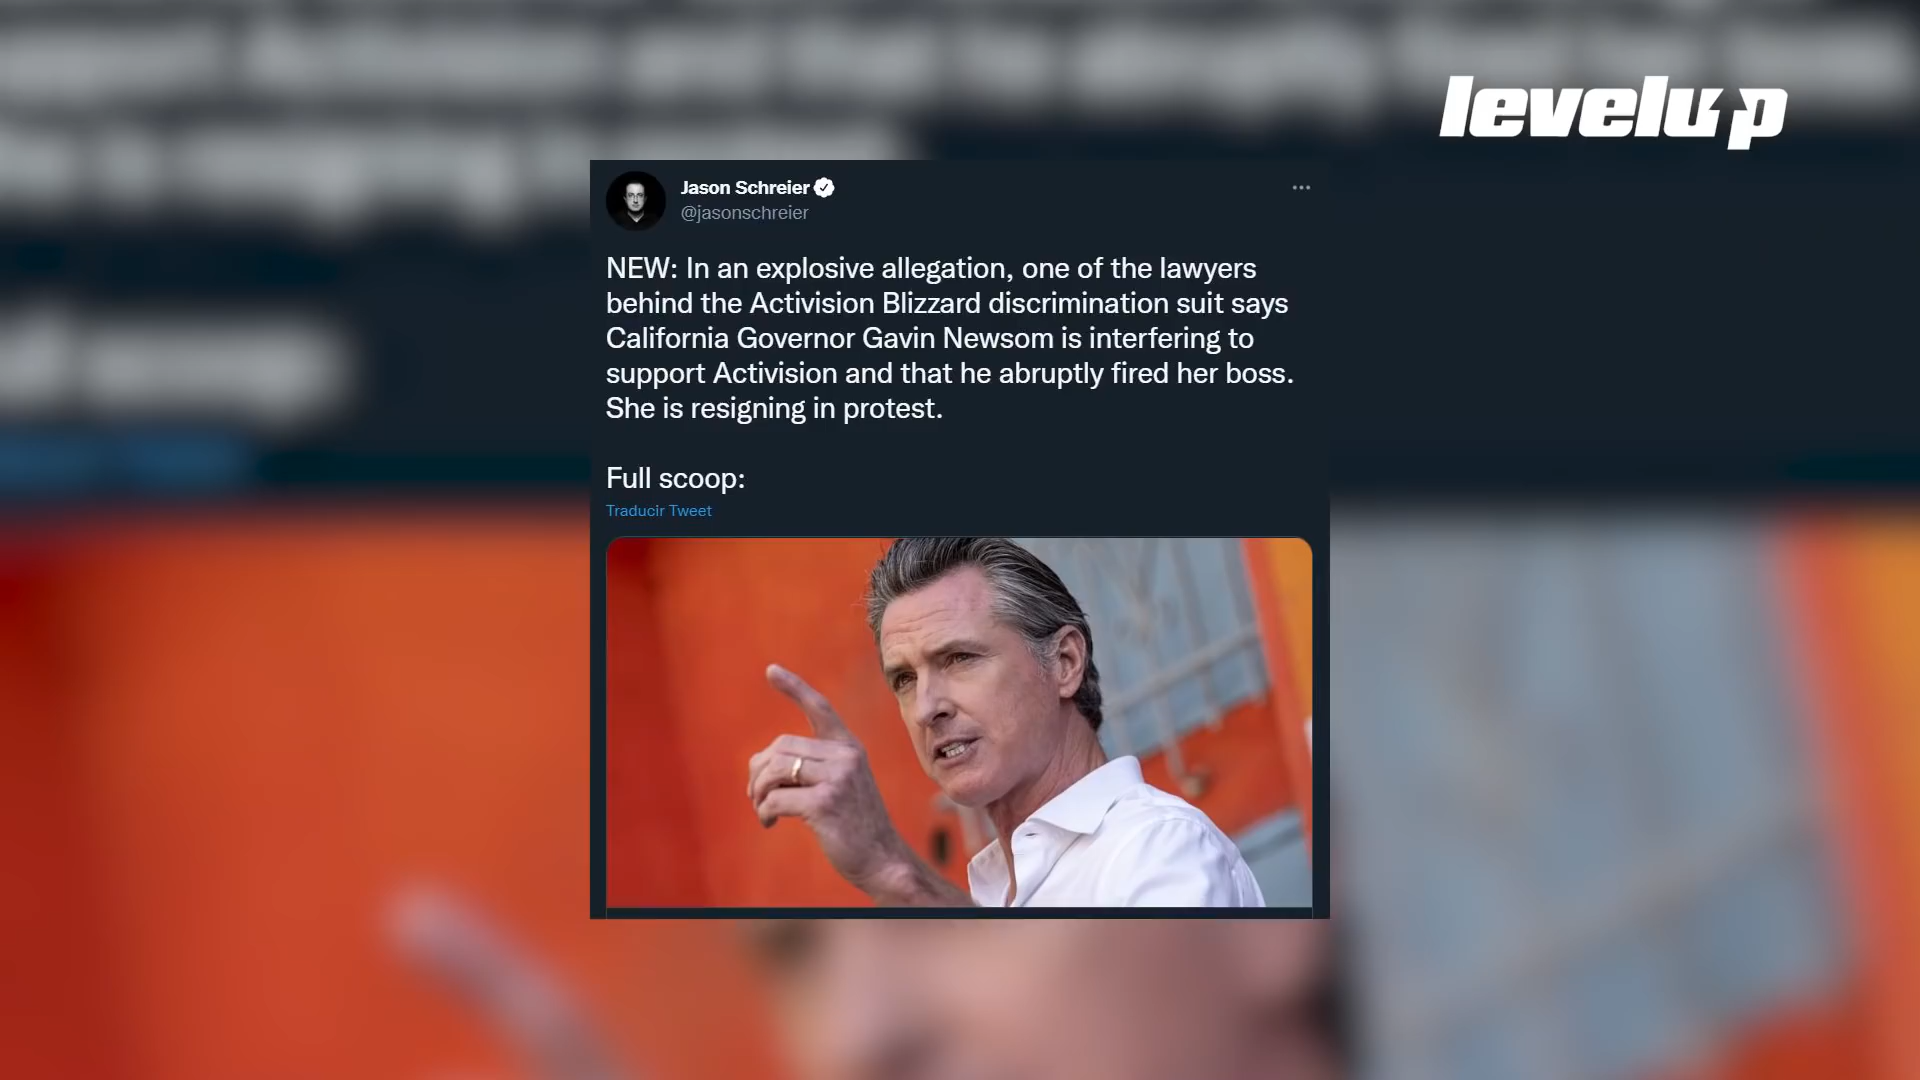 levelup
Jason Schreier
@jasonschreier
NEW: In an explosive allegation, one of the lawyers
behind the Activision Blizzard discrimination suit says
California Governor Gavin Newsom is interfering to
support Activision and that he abruptly fired her boss.
She is resigning in protest.
Full scoop:
Traducir Tweet